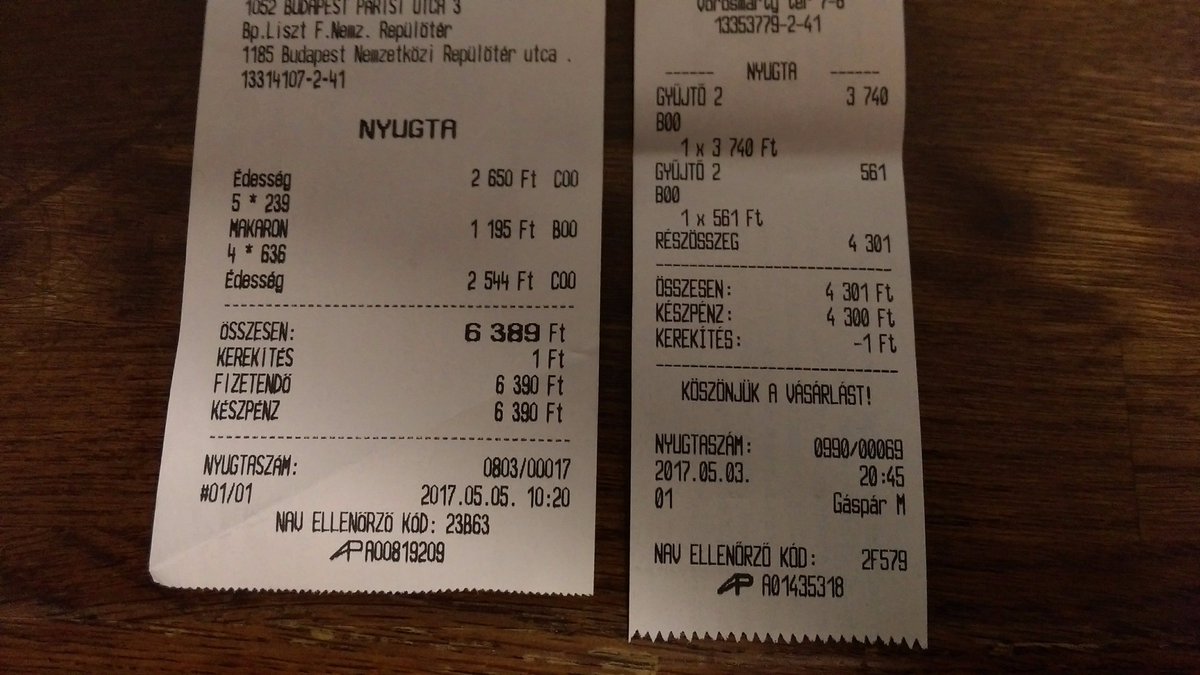 1052 BUDAPEST PÁRISI UTCA 3
Bp.Liszt F.Nemz. Repülőtér
1185 Budapest Nemzetközi Repülőtér utca .
13314107-2-41
NYUGTA
Édesség 2 650 Ft C00
5 * 239
MAKARON 1 195 Ft B00
4 * 636
Édesség 2 544 Ft C00
ÖSSZESEN: 6 389 Ft
KEREKÍTÉS 1 Ft
FIZETENDŐ 6 390 Ft
KÉSZPÉNZ 6 390 Ft
NYUGTASZÁM: 0803/00017
#01/01 2017.05.05. 10:20
NAV ELLENŐRZŐ KÓD: 23B63
AP A00819209
Vörösmarty tér 7-8
13353779-2-41
------ NYUGTA ------
GYŰJTŐ 2 3 740
B00
1 x 3 740 Ft
GYŰJTŐ 2 561
B00
1 x 561 Ft
RÉSZÖSSZEG 4 301
ÖSSZESEN: 4 301 Ft
KÉSZPÉNZ: 4 300 Ft
KEREKÍTÉS: -1 Ft
KÖSZÖNJÜK A VÁSÁRLÁST!
NYUGTASZÁM: 0990/00069
2017.05.03. 20:45
01 Gáspár M
NAV ELLENŐRZŐ KÓD: 2F579
AP A01435318